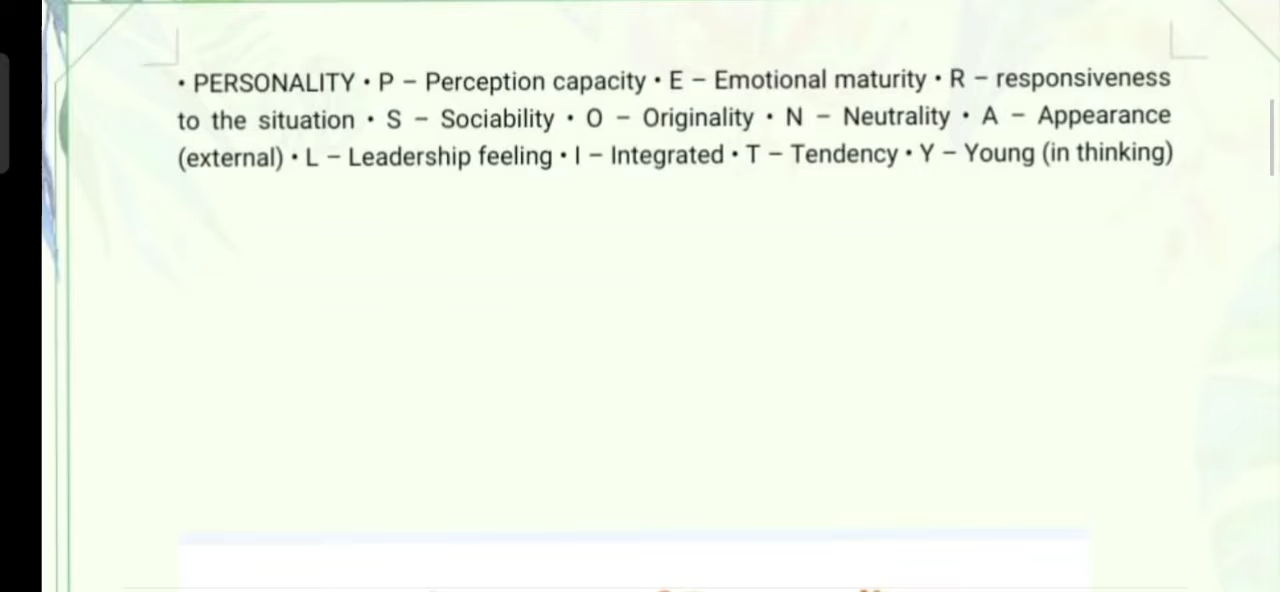 • PERSONALITY • P – Perception capacity • E – Emotional maturity • R – responsiveness
to the situation • S – Sociability • O – Originality • N – Neutrality • A – Appearance
(external) • L – Leadership feeling • I – Integrated • T – Tendency • Y – Young (in thinking)